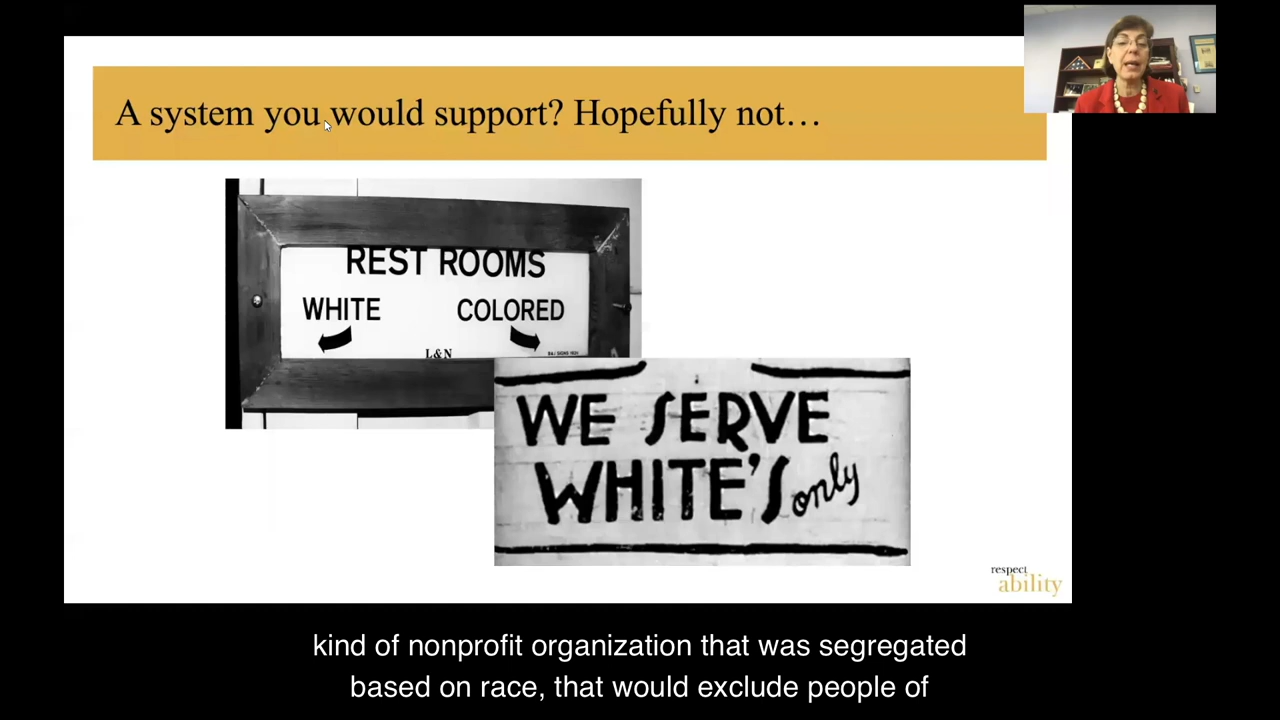 A system you would support? Hopefully not…
REST ROOMS
WHITE COLORED
L&N
WE SERVE
WHITE'S only
respect
ability
kind of nonprofit organization that was segregated
based on race, that would exclude people of